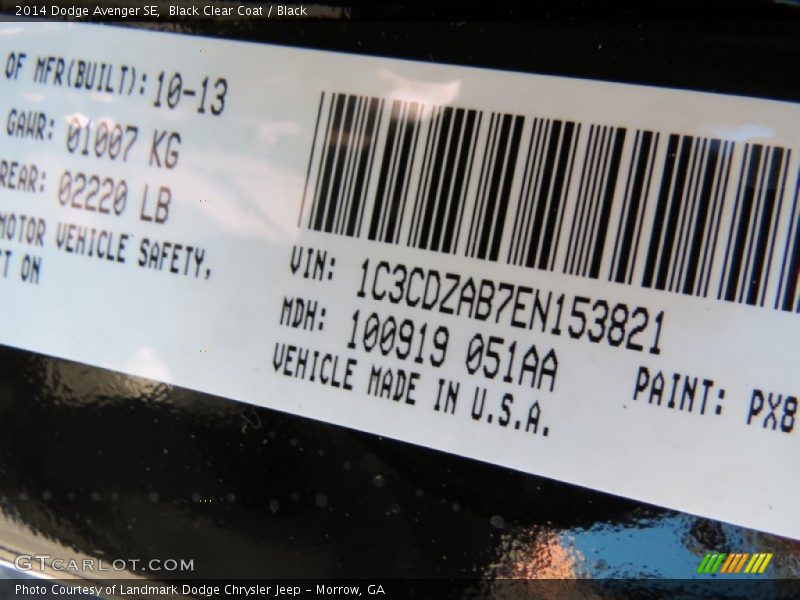 2014 Dodge Avenger SE, Black Clear Coat / Black
OF MFR(BUILT): 10-13
GAWR: 01007 KG
REAR: 02220 LB
MOTOR VEHICLE SAFETY,
CT ON
VIN: 1C3CDZAB7EN153821
MDH: 100919 051AA
PAINT: PX8
VEHICLE MADE IN U.S.A.
GTCARLOT.COM
Photo Courtesy of Landmark Dodge Chrysler Jeep - Morrow, GA